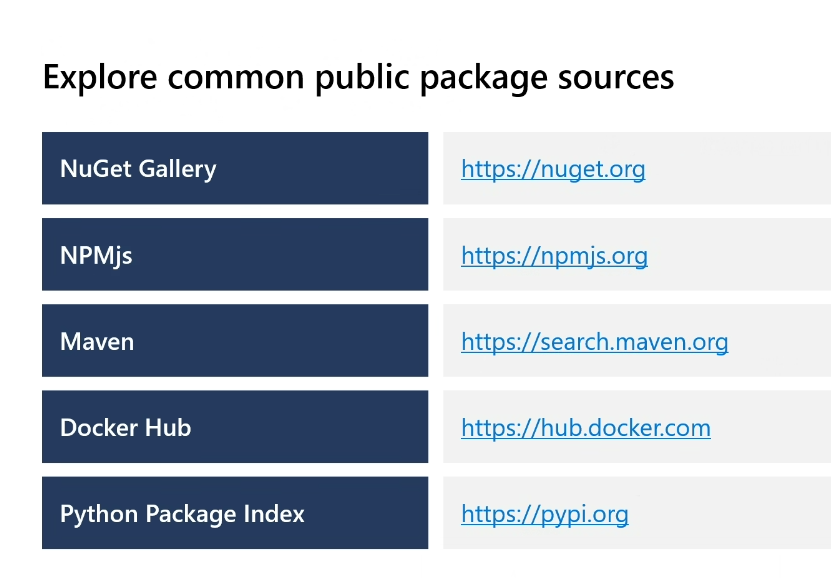 Explore common public package sources
NuGet Gallery
https://nuget.org
NPMjs
https://npmjs.org
Maven
https://search.maven.org
Docker Hub
https://hub.docker.com
Python Package Index
https://pypi.org